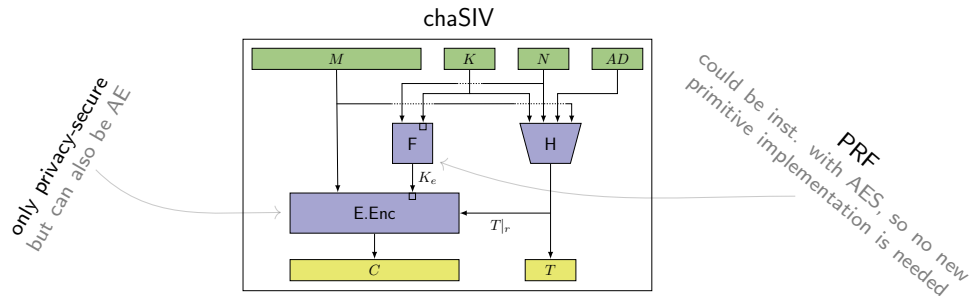 chaSIV
M
K
N
AD
only privacy-secure
but can also be AE
PRF
could be inst. with AES, so no new
primitive implementation is needed
F
H
K_e
E.Enc
T|_r
C
T